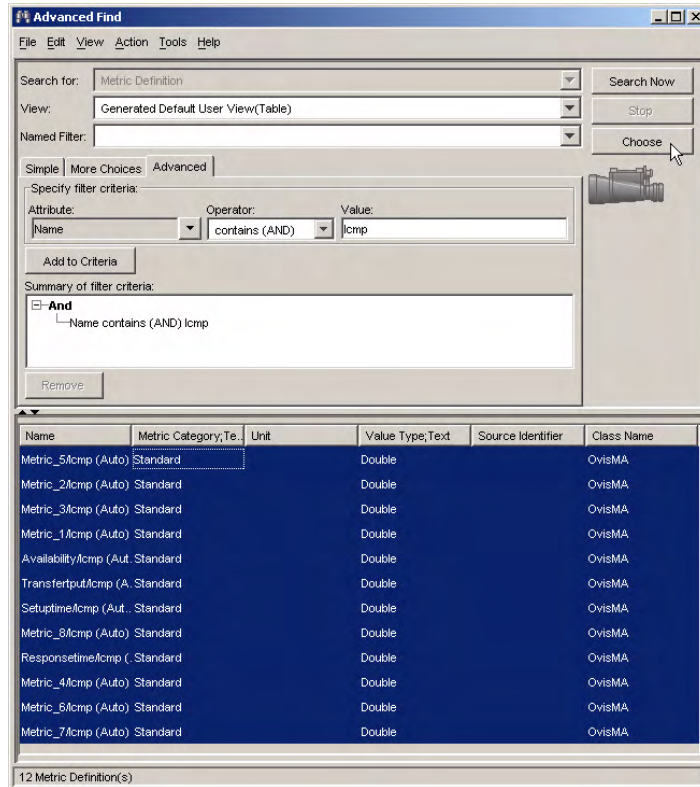 Advanced Find
File Edit View Action Tools Help
Search for: Metric Definition
Search Now
View: Generated Default User View(Table)
Stop
Named Filter:
Choose
Simple More Choices Advanced
Specify filter criteria:
Attribute: Operator: Value:
Name contains (AND) Icmp
Add to Criteria
Summary of filter criteria:
And
Name contains (AND) Icmp
Remove
Name Metric Category;Te.. Unit Value Type;Text Source Identifier Class Name
Metric_5/Icmp (Auto) Standard Double OvisMA
Metric_2/Icmp (Auto) Standard Double OvisMA
Metric_3/Icmp (Auto) Standard Double OvisMA
Metric_1/Icmp (Auto) Standard Double OvisMA
Availability/Icmp (Aut.. Standard Double OvisMA
Transfertput/Icmp (A.. Standard Double OvisMA
Setuptime/Icmp (Aut.. Standard Double OvisMA
Metric_8/Icmp (Auto) Standard Double OvisMA
Responsetime/Icmp (.. Standard Double OvisMA
Metric_4/Icmp (Auto) Standard Double OvisMA
Metric_6/Icmp (Auto) Standard Double OvisMA
Metric_7/Icmp (Auto) Standard Double OvisMA
12 Metric Definition(s)